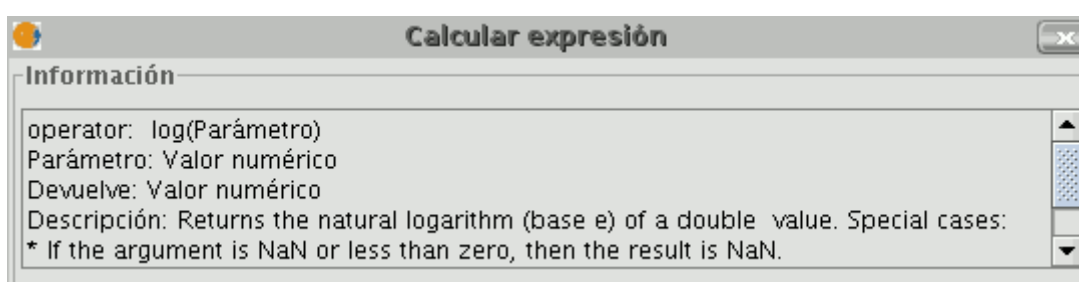 Calcular expresión
Información
operator:  log(Parámetro)
Parámetro: Valor numérico
Devuelve: Valor numérico
Descripción: Returns the natural logarithm (base e) of a double  value. Special cases:
* If the argument is NaN or less than zero, then the result is NaN.